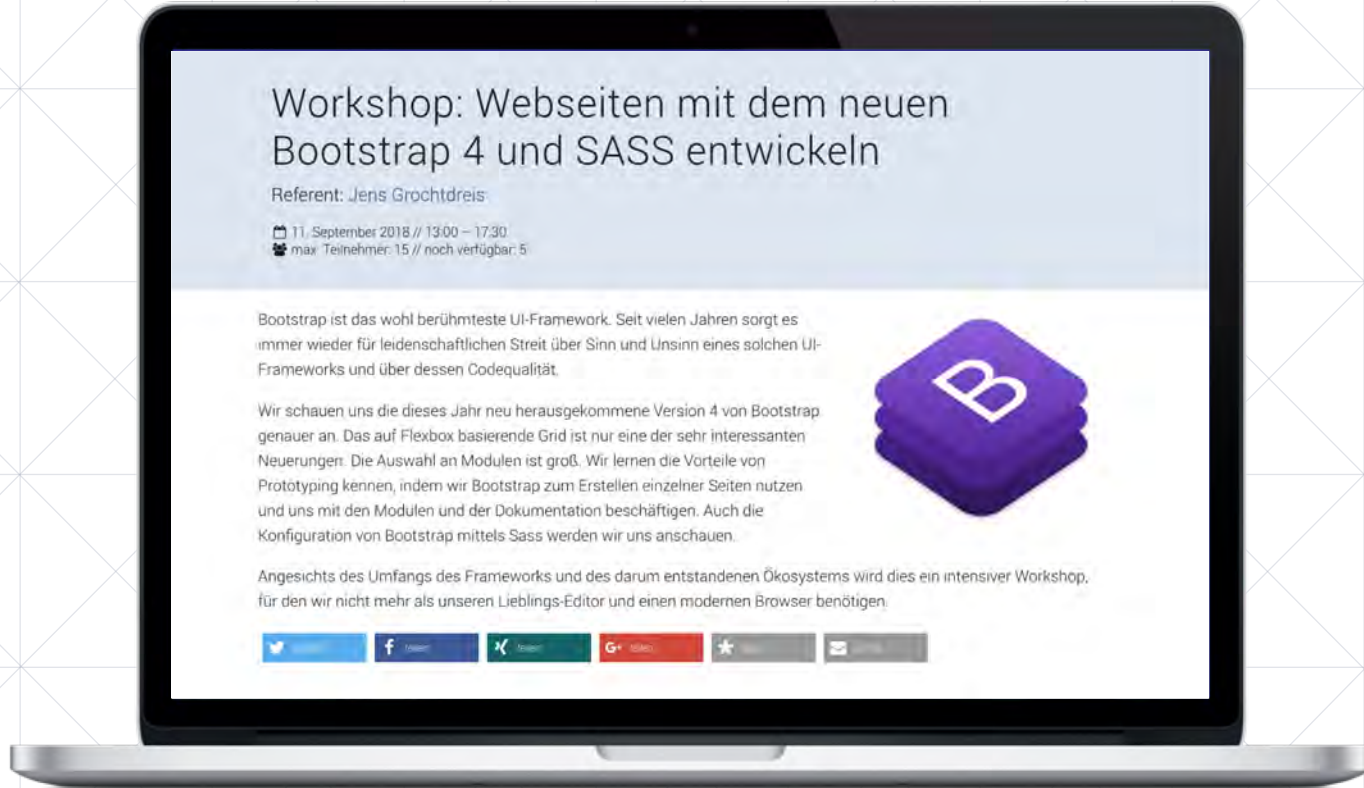 Workshop: Webseiten mit dem neuen
Bootstrap 4 und SASS entwickeln
Referent: Jens Grochtdreis
11. September 2018 // 13:00 – 17:30
max. Teilnehmer: 15 // noch verfügbar: 5
Bootstrap ist das wohl berühmteste UI-Framework. Seit vielen Jahren sorgt es
immer wieder für leidenschaftlichen Streit über Sinn und Unsinn eines solchen UI-
Frameworks und über dessen Codequalität.
B
Wir schauen uns die dieses Jahr neu herausgekommene Version 4 von Bootstrap
genauer an. Das auf Flexbox basierende Grid ist nur eine der sehr interessanten
Neuerungen. Die Auswahl an Modulen ist groß. Wir lernen die Vorteile von
Prototyping kennen, indem wir Bootstrap zum Erstellen einzelner Seiten nutzen
und uns mit den Modulen und der Dokumentation beschäftigen. Auch die
Konfiguration von Bootstrap mittels Sass werden wir uns anschauen.
Angesichts des Umfangs des Frameworks und des darum entstandenen Ökosystems wird dies ein intensiver Workshop,
für den wir nicht mehr als unseren Lieblings-Editor und einen modernen Browser benötigen.
f teilen
teilen
G+ teilen